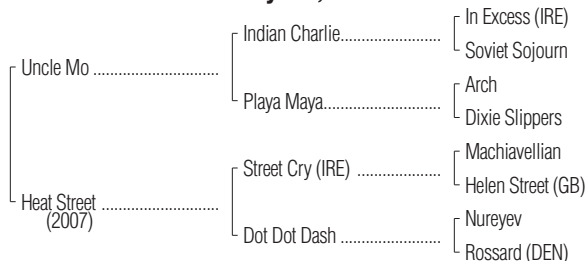 In Excess (IRE)
Indian Charlie....................
Soviet Sojourn
Uncle Mo .............................
Arch
Playa Maya.........................
Dixie Slippers
Machiavellian
Street Cry (IRE) ..................
Helen Street (GB)
Heat Street .........................
(2007)
Nureyev
Dot Dot Dash .....................
Rossard (DEN)